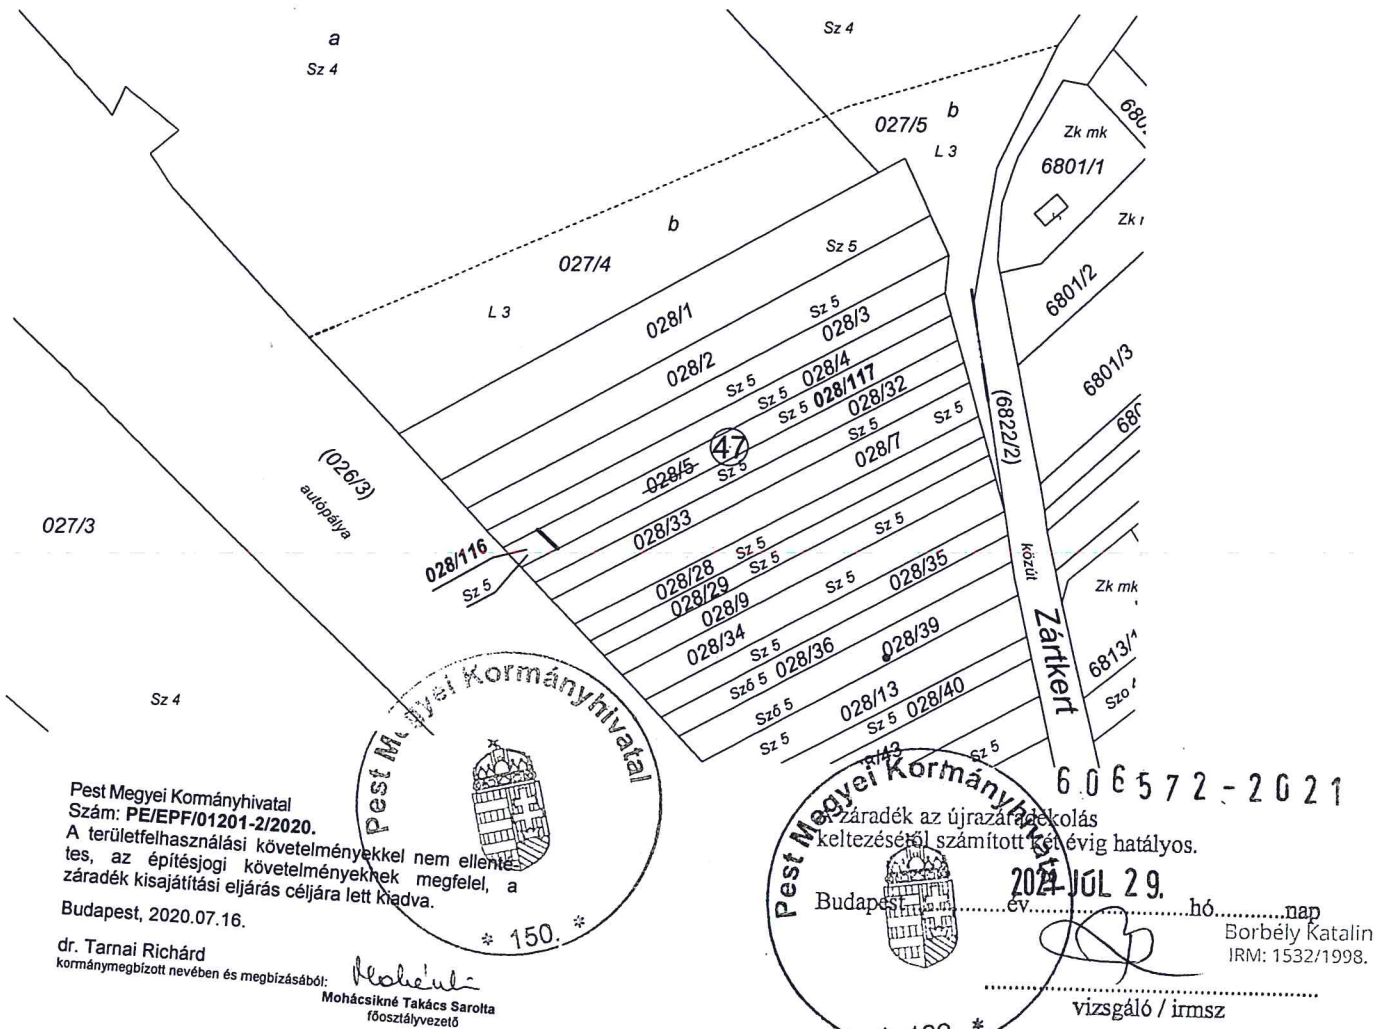 a
Sz 4
Sz 4
b
027/5
L 3
Zk mk
6801/1
b
027/4
L 3
Sz 5
028/1
Sz 5
028/3
028/2
6801/2
Sz 5
028/4
Sz 5
028/117
Sz 5
028/32
6801/3
Sz 5
Sz 5
028/7
(6822/2)
47
028/5
Sz 5
(026/3)
autópálya
027/3
028/33
Sz 5
028/116
Sz 5
Sz 5
028/28
Sz 5
028/29
028/9
Sz 5
028/35
közút
Zk mk
028/34
Sz 5
028/36
028/39
Zártkert
Sző 5
Sz 4
Sző 5
028/13
028/40
Sz 5
Sz 5
Sz 5
Pest Megyei Kormányhivatal
* 150. *
Pest Megyei Kormányhivatal
Szám: PE/EPF/01201-2/2020.
A területfelhasználási követelményekkel nem ellenté-
tes, az építésjogi követelményeknek megfelel, a
záradék kisajátítási eljárás céljára lett kiadva.
Budapest, 2020.07.16.
dr. Tarnai Richárd
kormánymegbízott nevében és megbízásából:
Mohácsikné Takács Sarolta
főosztályvezető
606572-2021
Pest Megyei Kormányhivatal
záradék az újrazáradékolás
keltezésétől számított két évig hatályos.
2021 JÚL 29.
Budapest, év hó nap
Borbély Katalin
IRM: 1532/1998.
vizsgáló / irmsz